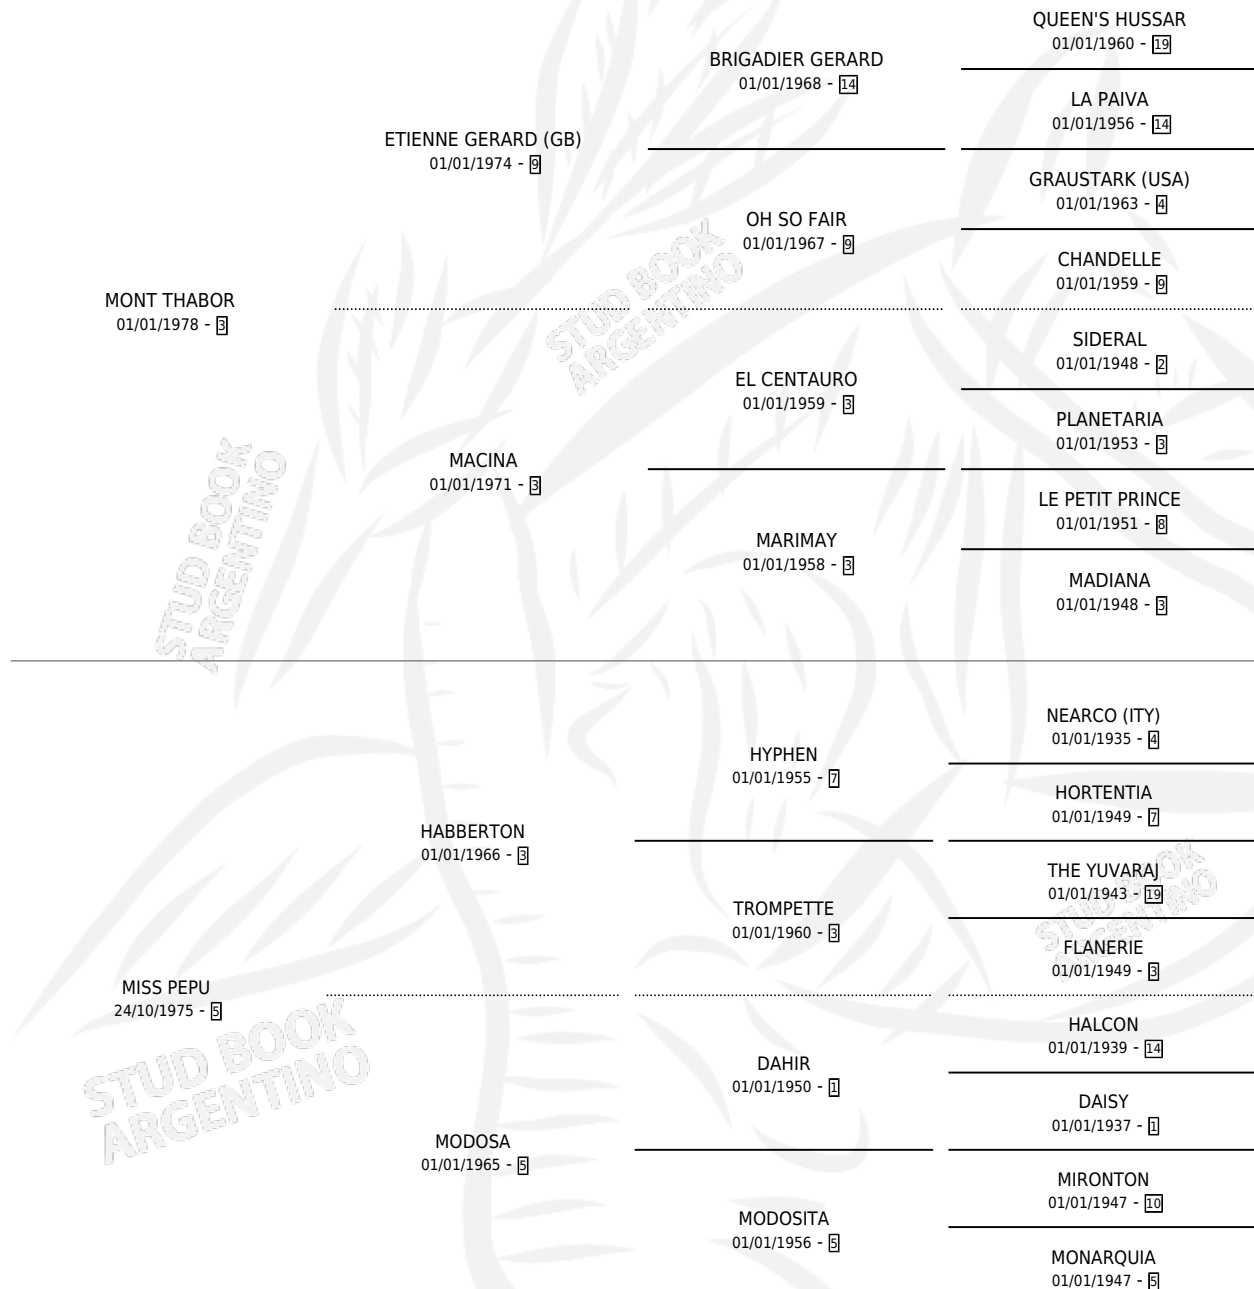 QUEEN'S HUSSAR
01/01/1960 - 19
BRIGADIER GERARD
01/01/1968 - 14
LA PAIVA
01/01/1956 - 14
ETIENNE GERARD (GB)
01/01/1974 - 9
GRAUSTARK (USA)
01/01/1963 - 4
OH SO FAIR
01/01/1967 - 9
CHANDELLE
01/01/1959 - 9
MONT THABOR
01/01/1978 - 3
SIDERAL
01/01/1948 - 2
EL CENTAURO
01/01/1959 - 3
PLANETARIA
01/01/1953 - 3
MACINA
01/01/1971 - 3
LE PETIT PRINCE
01/01/1951 - 8
MARIMAY
01/01/1958 - 3
MADIANA
01/01/1948 - 3
NEARCO (ITY)
01/01/1935 - 4
HYPHEN
01/01/1955 - 7
HORTENTIA
01/01/1949 - 7
HABBERTON
01/01/1966 - 3
THE YUVARAJ
01/01/1943 - 19
TROMPETTE
01/01/1960 - 3
FLANERIE
01/01/1949 - 3
MISS PEPU
24/10/1975 - 5
HALCON
01/01/1939 - 14
DAHIR
01/01/1950 - 1
DAISY
01/01/1937 - 1
MODOSA
01/01/1965 - 5
MIRONTON
01/01/1947 - 10
MODOSITA
01/01/1956 - 5
MONARQUIA
01/01/1947 - 5
STUD BOOK
ARGENTINO
STUD BOOK
ARGENTINO
STUD BOOK
ARGENTINO
STUD BOOK
ARGENTINO